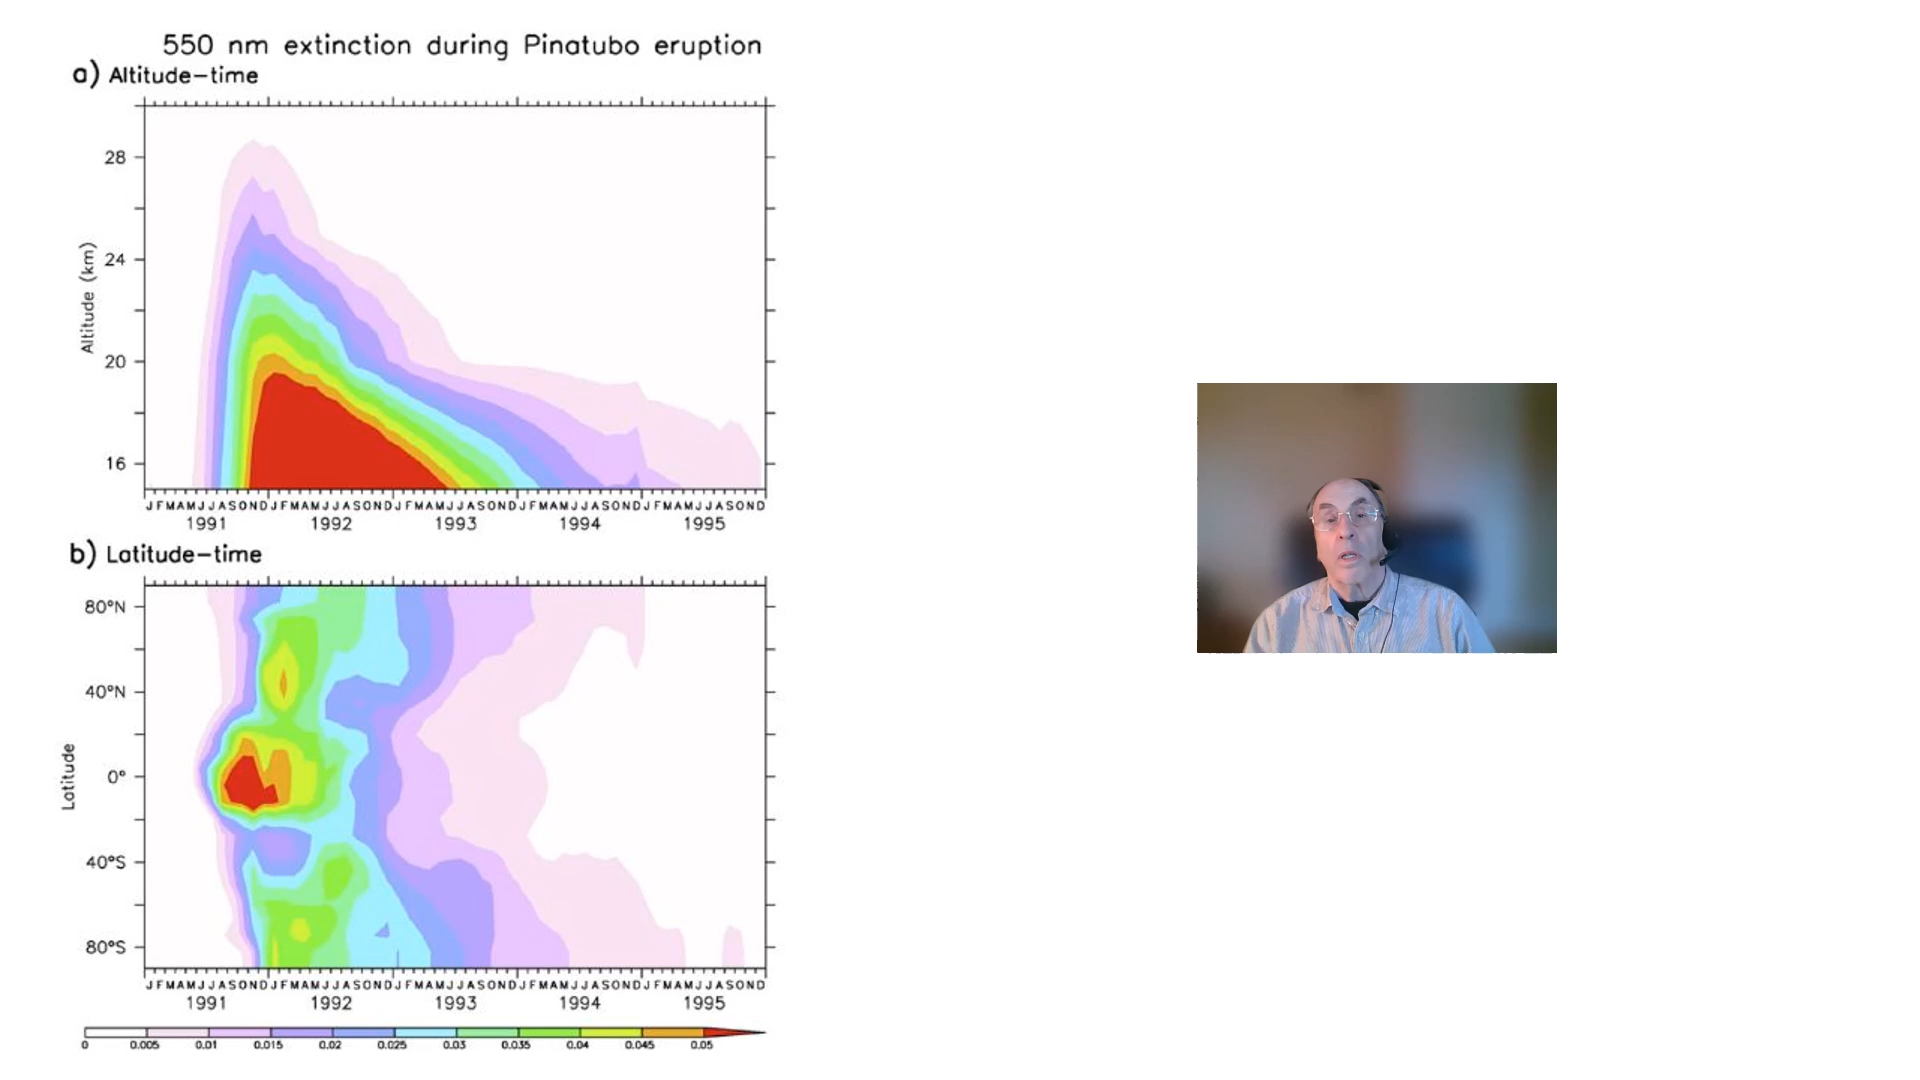 550 nm extinction during Pinatubo eruption
a) Altitude-time
28
24
20
16
Altitude (km)
J F M A M J J A S O N D J F M A M J J A S O N D J F M A M J J A S O N D J F M A M J J A S O N D J F M A M J J A S O N D
1991 1992 1993 1994 1995
b) Latitude-time
80°N
40°N
0°
40°S
80°S
Latitude
J F M A M J J A S O N D J F M A M J J A S O N D J F M A M J J A S O N D J F M A M J J A S O N D J F M A M J J A S O N D
1991 1992 1993 1994 1995
0 0.005 0.01 0.015 0.02 0.025 0.03 0.035 0.04 0.045 0.05